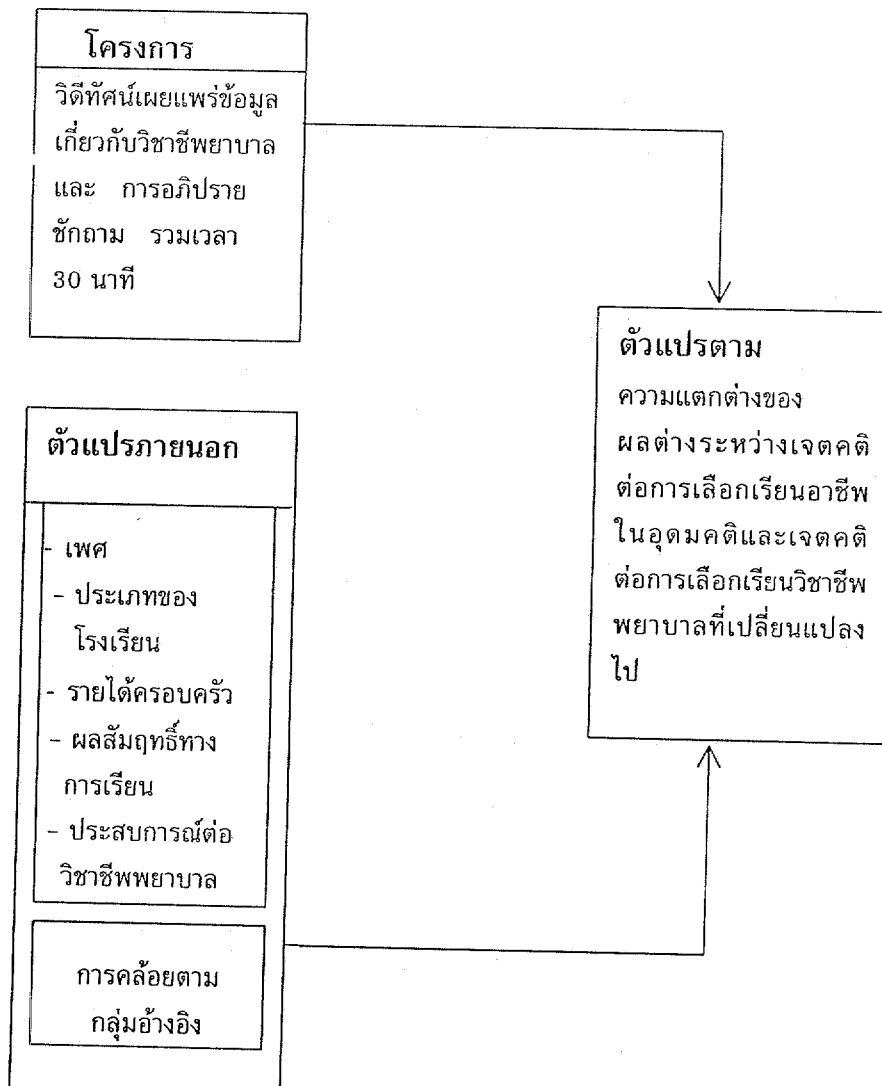 โครงการ
วิดีทัศน์เผยแพร่ข้อมูล
เกี่ยวกับวิชาชีพพยาบาล
และ การอภิปราย
ซักถาม รวมเวลา
30 นาที
ตัวแปรภายนอก
- เพศ
- ประเภทของ
โรงเรียน
- รายได้ครอบครัว
- ผลสัมฤทธิ์ทาง
การเรียน
- ประสบการณ์ต่อ
วิชาชีพพยาบาล
การคล้อยตาม
กลุ่มอ้างอิง
ตัวแปรตาม
ความแตกต่างของ
ผลต่างระหว่างเจตคติ
ต่อการเลือกเรียนอาชีพ
ในอุดมคติและเจตคติ
ต่อการเลือกเรียนวิชาชีพ
พยาบาลที่เปลี่ยนแปลง
ไป